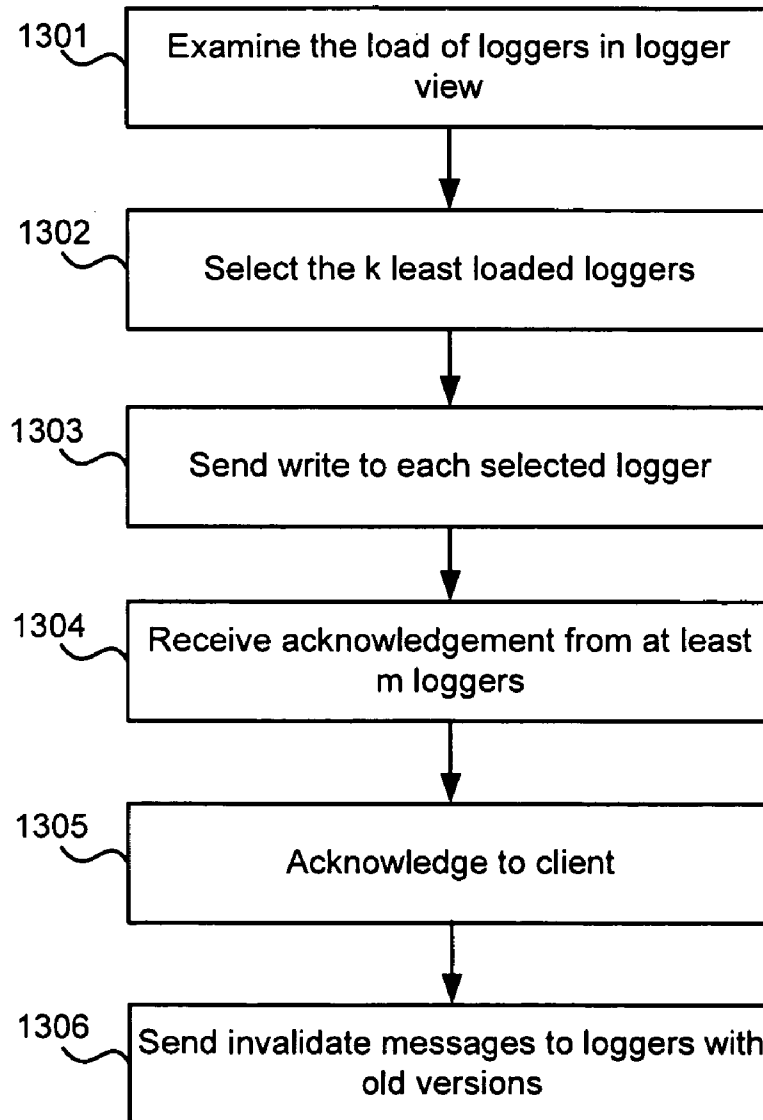 1301
Examine the load of loggers in logger
view
1302
Select the k least loaded loggers
1303
Send write to each selected logger
1304
Receive acknowledgement from at least
m loggers
1305
Acknowledge to client
1306
Send invalidate messages to loggers with
old versions